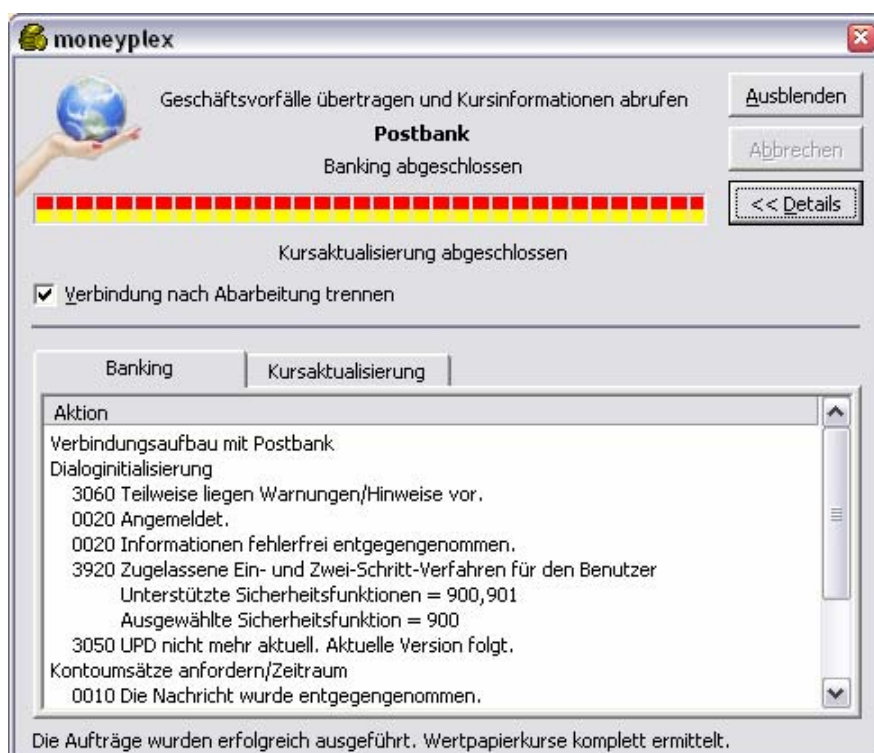 moneyplex
Geschäftsvorfälle übertragen und Kursinformationen abrufen
Ausblenden
Postbank
Abbrechen
Banking abgeschlossen
<< Details
Kursaktualisierung abgeschlossen
Verbindung nach Abarbeitung trennen
Banking
Kursaktualisierung
Aktion
Verbindungsaufbau mit Postbank
Dialoginitialisierung
3060 Teilweise liegen Warnungen/Hinweise vor.
0020 Angemeldet.
0020 Informationen fehlerfrei entgegengenommen.
3920 Zugelassene Ein- und Zwei-Schritt-Verfahren für den Benutzer
Unterstützte Sicherheitsfunktionen = 900,901
Ausgewählte Sicherheitsfunktion = 900
3050 UPD nicht mehr aktuell. Aktuelle Version folgt.
Kontoumsätze anfordern/Zeitraum
0010 Die Nachricht wurde entgegengenommen.
Die Aufträge wurden erfolgreich ausgeführt. Wertpapierkurse komplett ermittelt.